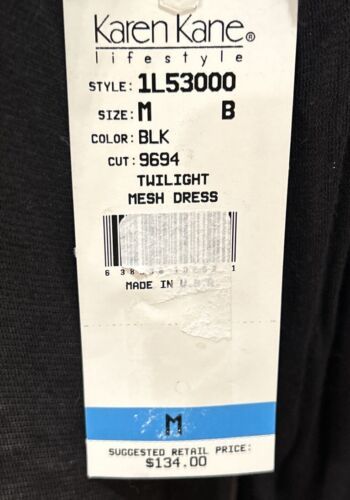 Karen Kane®
lifestyle
STYLE: 1L53000
SIZE: M B
COLOR: BLK
CUT: 9694
TWILIGHT
MESH DRESS
MADE IN U.S.A.
M
SUGGESTED RETAIL PRICE:
$134.00